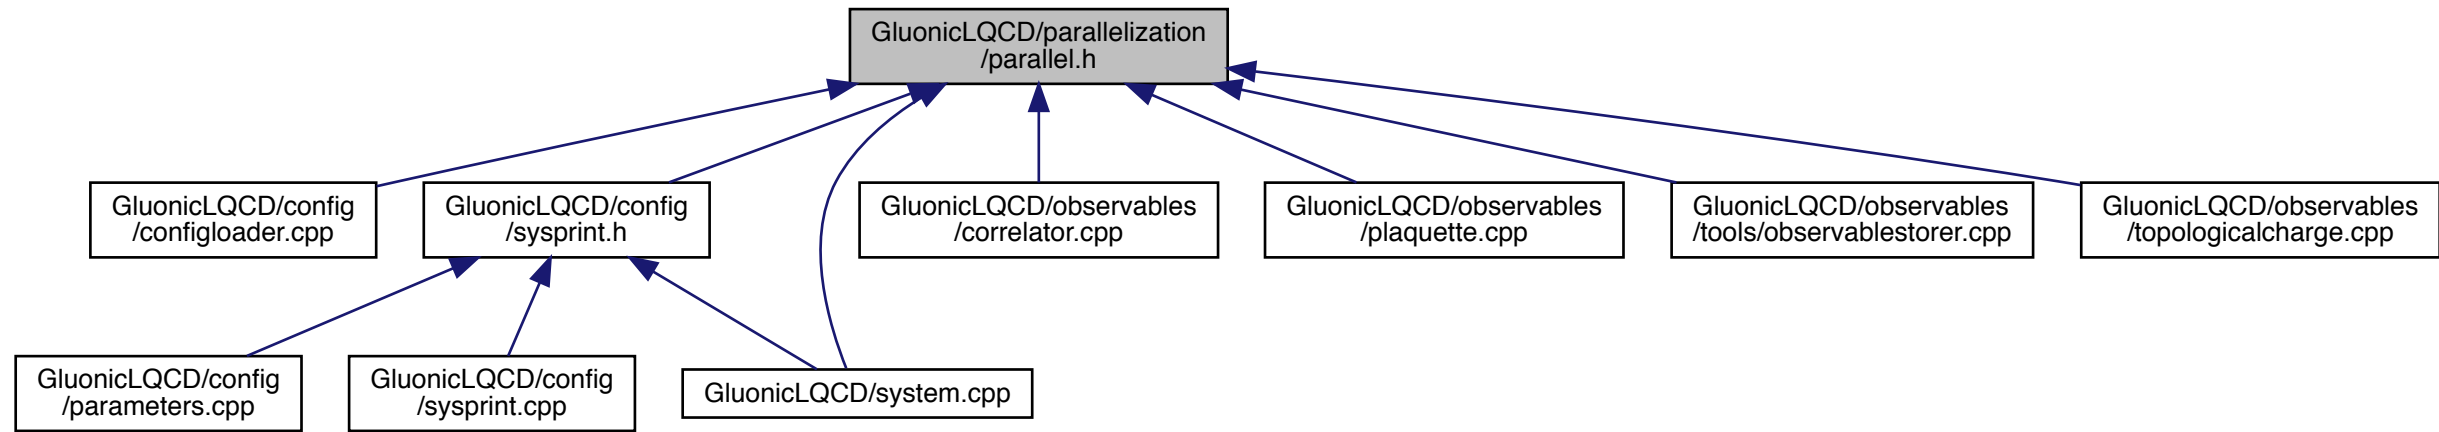 GluonicLQCD/parallelization
/parallel.h
GluonicLQCD/config
/configloader.cpp
GluonicLQCD/config
/sysprint.h
GluonicLQCD/observables
/correlator.cpp
GluonicLQCD/observables
/plaquette.cpp
GluonicLQCD/observables
/tools/observablestorer.cpp
GluonicLQCD/observables
/topologicalcharge.cpp
GluonicLQCD/config
/parameters.cpp
GluonicLQCD/config
/sysprint.cpp
GluonicLQCD/system.cpp